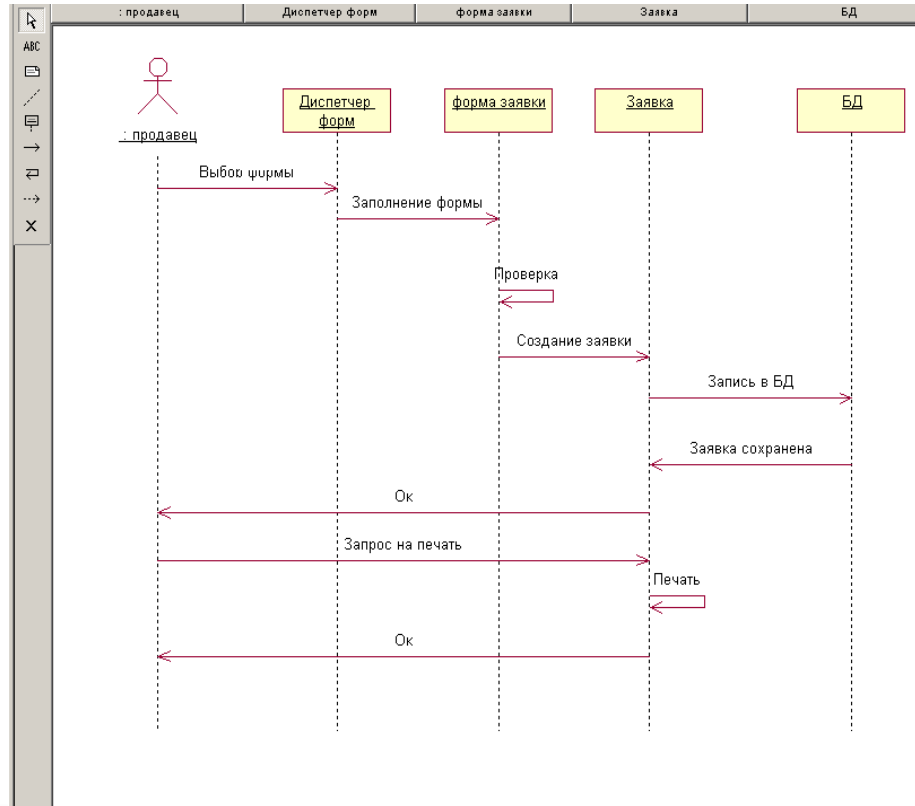 : продавец
Диспетчер форм
форма заявки
Заявка
БД
ABC
: продавец
Диспетчер
форм
форма заявки
Заявка
БД
Выбор формы
Заполнение формы
Проверка
Создание заявки
Запись в БД
Заявка сохранена
Ок
Запрос на печать
Печать
Ок